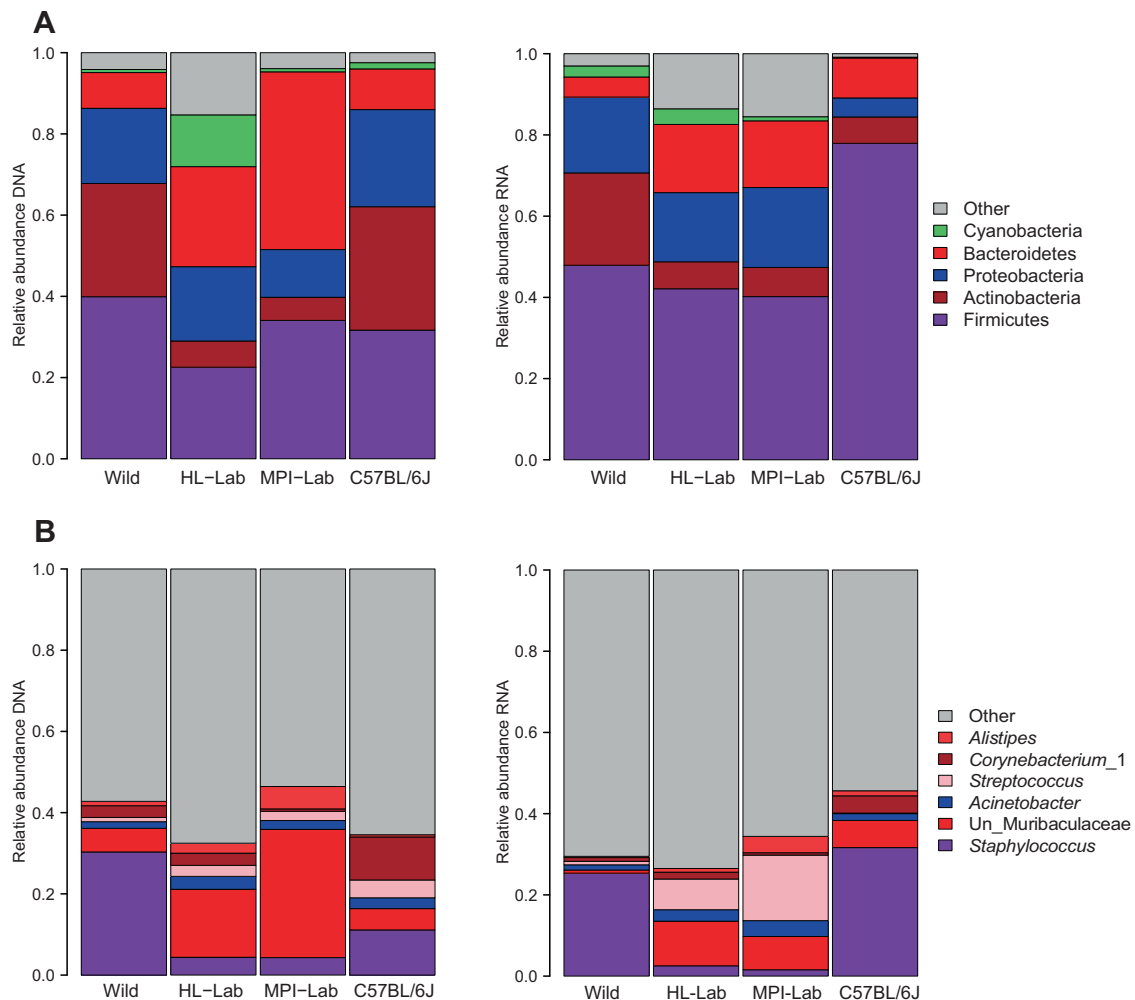 A
Relative abundance DNA
1.0
0.8
0.6
0.4
0.2
0.0
Wild
HL−Lab
MPI−Lab
C57BL/6J
Relative abundance RNA
1.0
0.8
0.6
0.4
0.2
0.0
Wild
HL−Lab
MPI−Lab
C57BL/6J
Other
Cyanobacteria
Bacteroidetes
Proteobacteria
Actinobacteria
Firmicutes
B
Relative abundance DNA
1.0
0.8
0.6
0.4
0.2
0.0
Wild
HL−Lab
MPI−Lab
C57BL/6J
Relative abundance RNA
1.0
0.8
0.6
0.4
0.2
0.0
Wild
HL-Lab
MPI-Lab
C57BL/6J
Other
Alistipes
Corynebacterium_1
Streptococcus
Acinetobacter
Un_Muribaculaceae
Staphylococcus